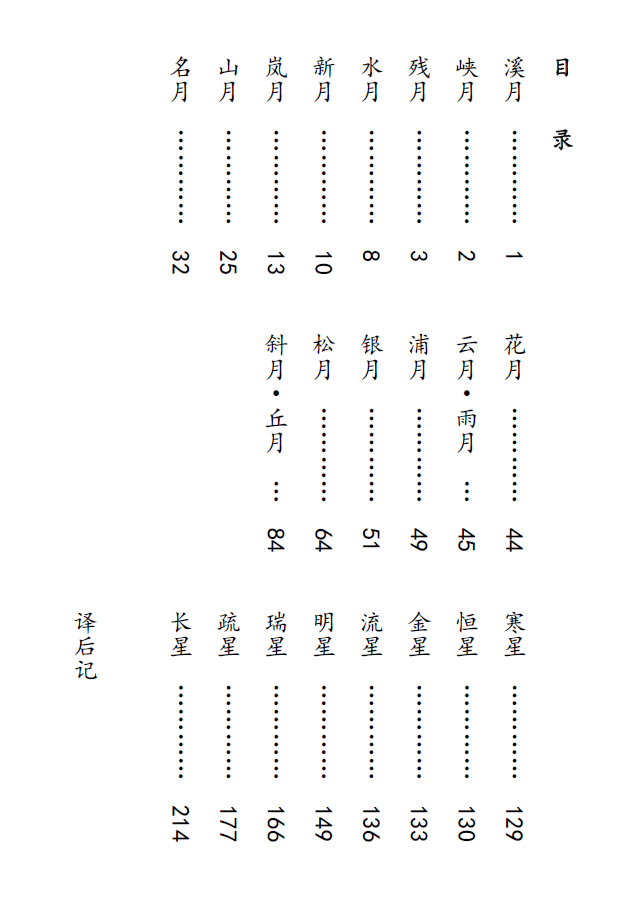 目 录
溪月 ………… 1
峡月 ………… 2
残月 ………… 3
水月 ………… 8
新月 ………… 10
岚月 ………… 13
山月 ………… 25
名月 ………… 32
花月 ………… 44
云月·雨月 … 45
浦月 ………… 49
银月 ………… 51
松月 ………… 64
斜月·丘月 … 84
寒星 ………… 129
恒星 ………… 130
金星 ………… 133
流星 ………… 136
明星 ………… 149
瑞星 ………… 166
疏星 ………… 177
长星 ………… 214
译后记